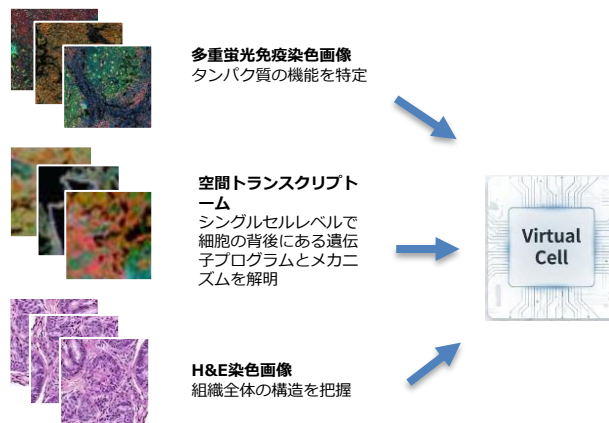 多重蛍光免疫染色画像
タンパク質の機能を特定
空間トランスクリプト
ーム
シングルセルレベルで
細胞の背後にある遺伝
子プログラムとメカニ
ズムを解明
H&E染色画像
組織全体の構造を把握
Virtual
Cell